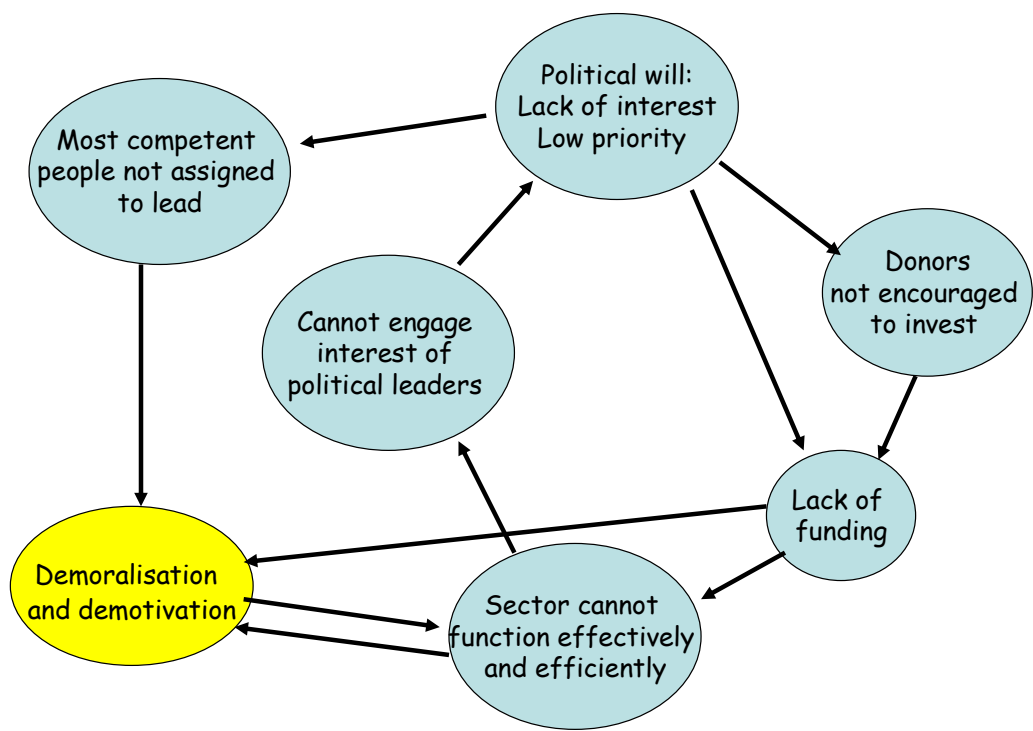 Political will:
Lack of interest
Low priority
Most competent
people not assigned
to lead
Donors
not encouraged
to invest
Cannot engage
interest of
political leaders
Lack of
funding
Demoralisation
and demotivation
Sector cannot
function effectively
and efficiently